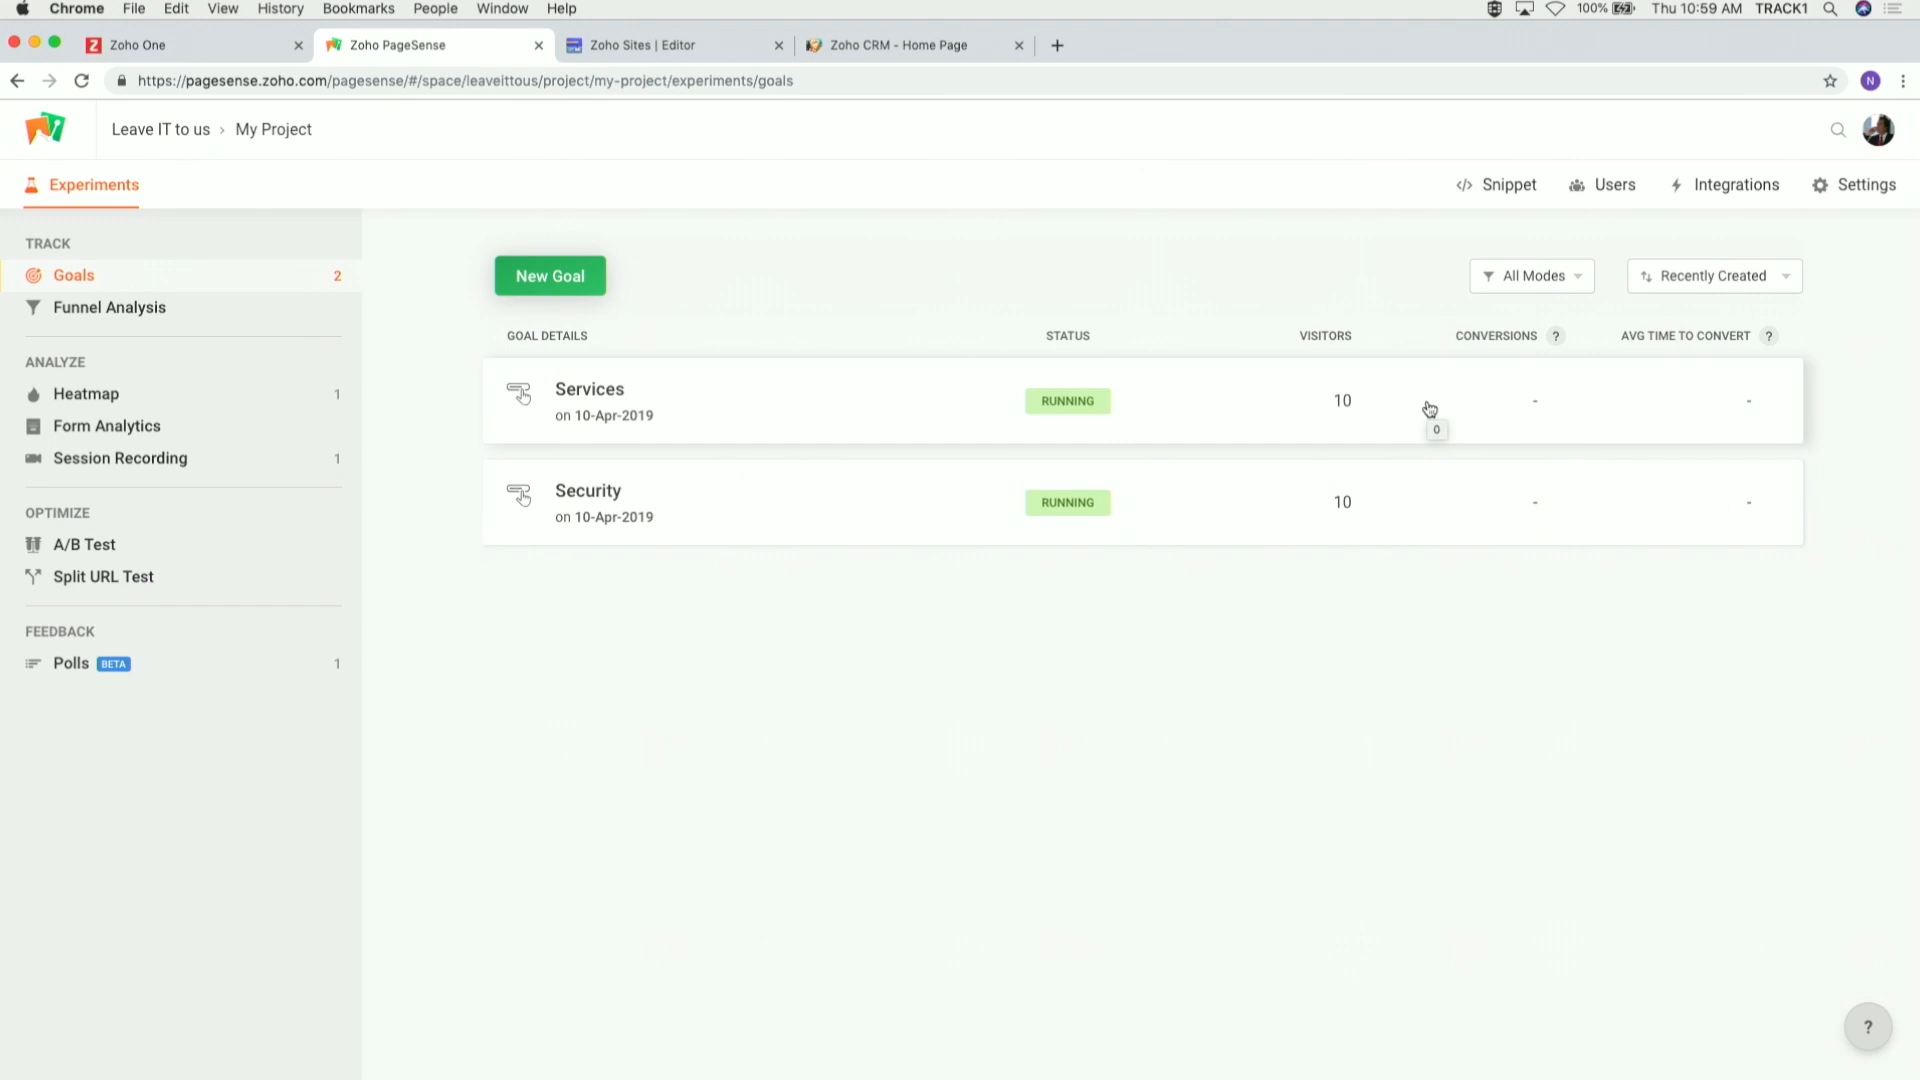 Chrome File Edit View History Bookmarks People Window Help 100% Thu 10:59 AM TRACK1
Zoho One Zoho PageSense Zoho Sites | Editor Zoho CRM - Home Page
https://pagesense.zoho.com/pagesense/#/space/leaveittous/project/my-project/experiments/goals N
Leave IT to us › My Project
Experiments Snippet Users Integrations Settings
TRACK
Goals 2
Funnel Analysis
ANALYZE
Heatmap 1
Form Analytics
Session Recording 1
OPTIMIZE
A/B Test
Split URL Test
FEEDBACK
Polls BETA 1
New Goal All Modes Recently Created
GOAL DETAILS STATUS VISITORS CONVERSIONS ? AVG TIME TO CONVERT ?
Services RUNNING 10 - -
on 10-Apr-2019
0
Security RUNNING 10 - -
on 10-Apr-2019
?